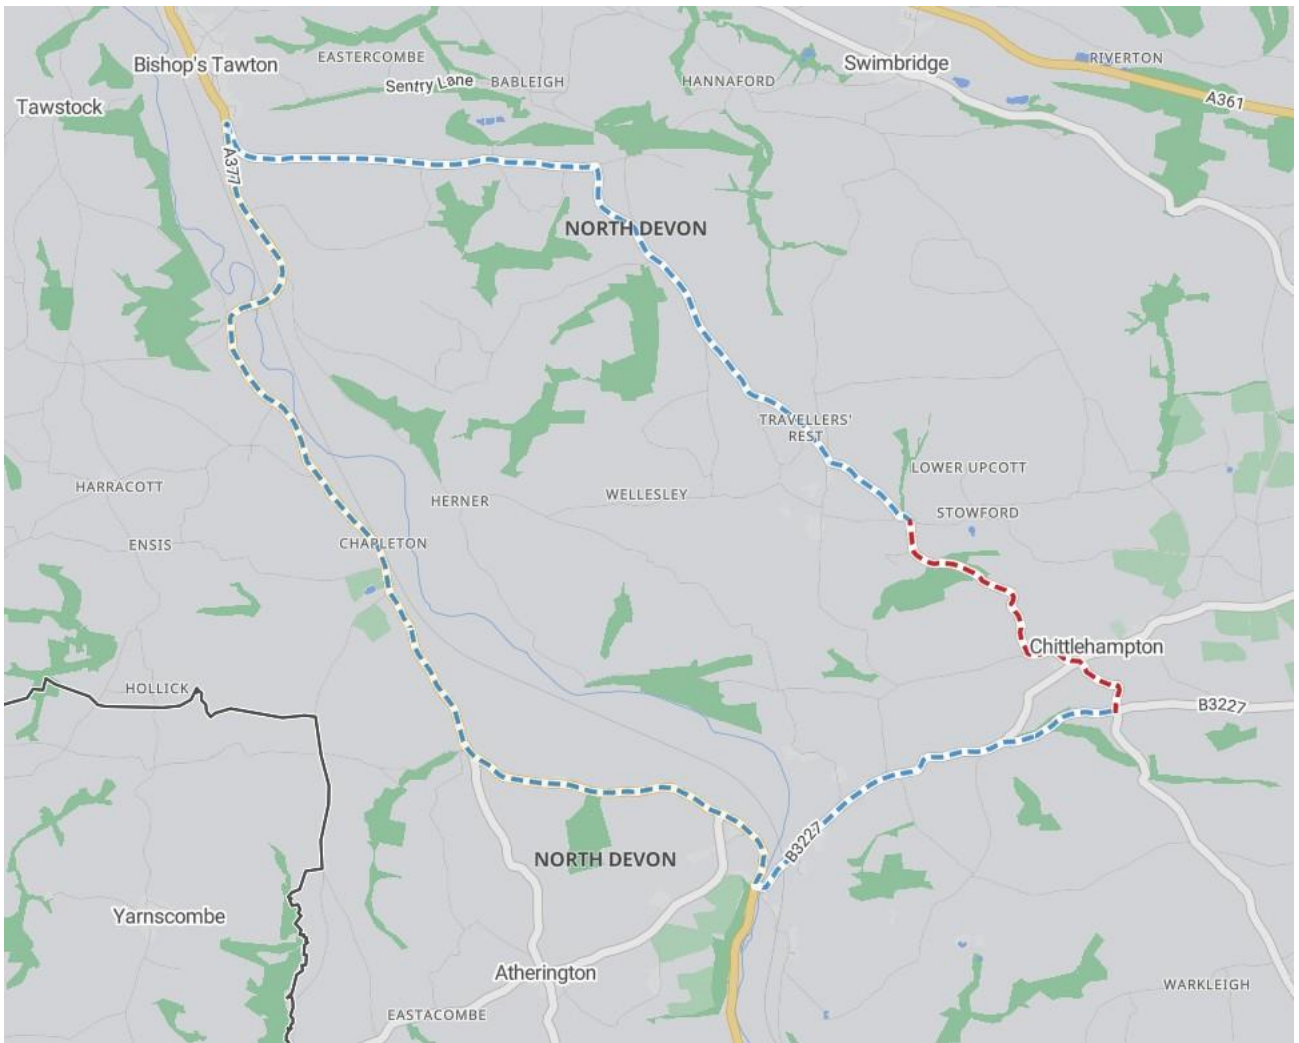 Bishop's Tawton
EASTERCOMBE
Swimbridge
RIVERTON
Sentry Lane
BABLEIGH
HANNAFORD
Tawstock
A361
A377
NORTH DEVON
TRAVELLERS'
REST
LOWER UPCOTT
HARRACOTT
HERNER
WELLESLEY
STOWFORD
ENSIS
CHAPLETON
Chittlehampton
HOLLICK
B3227
B3227
NORTH DEVON
Yarnscombe
Atherington
WARKLEIGH
EASTACOMBE